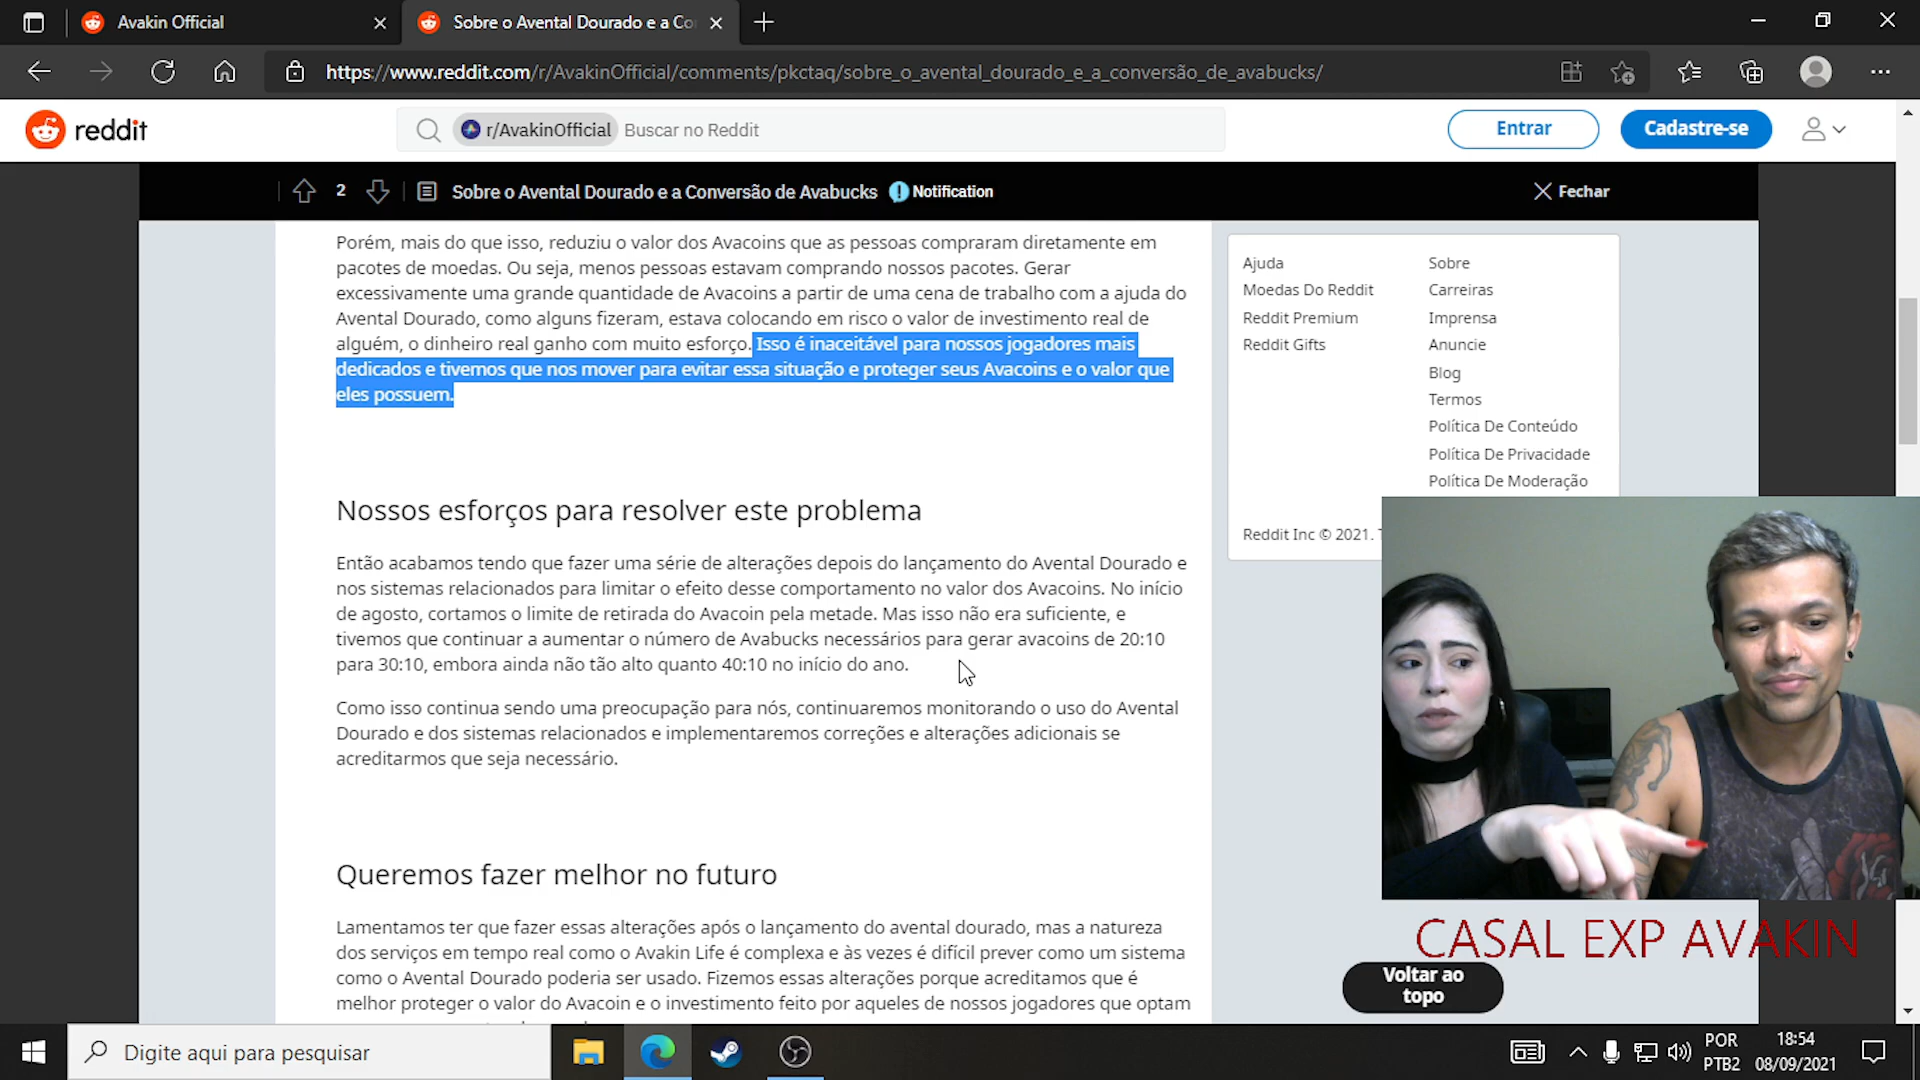 Avakin Official
Sobre o Avental Dourado e a Co
https://www.reddit.com/r/AvakinOfficial/comments/pkctaq/sobre_o_avental_dourado_e_a_conversão_de_avabucks/
reddit
r/AvakinOfficial Buscar no Reddit
Entrar
Cadastre-se
2 Sobre o Avental Dourado e a Conversão de Avabucks Notification
Fechar
Porém, mais do que isso, reduziu o valor dos Avacoins que as pessoas compraram diretamente em
pacotes de moedas. Ou seja, menos pessoas estavam comprando nossos pacotes. Gerar
excessivamente uma grande quantidade de Avacoins a partir de uma cena de trabalho com a ajuda do
Avental Dourado, como alguns fizeram, estava colocando em risco o valor de investimento real de
alguém, o dinheiro real ganho com muito esforço. Isso é inaceitável para nossos jogadores mais
dedicados e tivemos que nos mover para evitar essa situação e proteger seus Avacoins e o valor que
eles possuem.
Nossos esforços para resolver este problema
Então acabamos tendo que fazer uma série de alterações depois do lançamento do Avental Dourado e
nos sistemas relacionados para limitar o efeito desse comportamento no valor dos Avacoins. No início
de agosto, cortamos o limite de retirada do Avacoin pela metade. Mas isso não era suficiente, e
tivemos que continuar a aumentar o número de Avabucks necessários para gerar avacoins de 20:10
para 30:10, embora ainda não tão alto quanto 40:10 no início do ano.
Como isso continua sendo uma preocupação para nós, continuaremos monitorando o uso do Avental
Dourado e dos sistemas relacionados e implementaremos correções e alterações adicionais se
acreditarmos que seja necessário.
Queremos fazer melhor no futuro
Lamentamos ter que fazer essas alterações após o lançamento do avental dourado, mas a natureza
dos serviços em tempo real como o Avakin Life é complexa e às vezes é difícil prever como um sistema
como o Avental Dourado poderia ser usado. Fizemos essas alterações porque acreditamos que é
melhor proteger o valor do Avacoin e o investimento feito por aqueles de nossos jogadores que optam
Ajuda
Moedas Do Reddit
Reddit Premium
Reddit Gifts
Sobre
Carreiras
Imprensa
Anuncie
Blog
Termos
Política De Conteúdo
Política De Privacidade
Política De Moderação
Reddit Inc © 2021. T
CASAL EXP AVAKIN
Voltar ao
topo
Digite aqui para pesquisar
POR
PTB2
18:54
08/09/2021